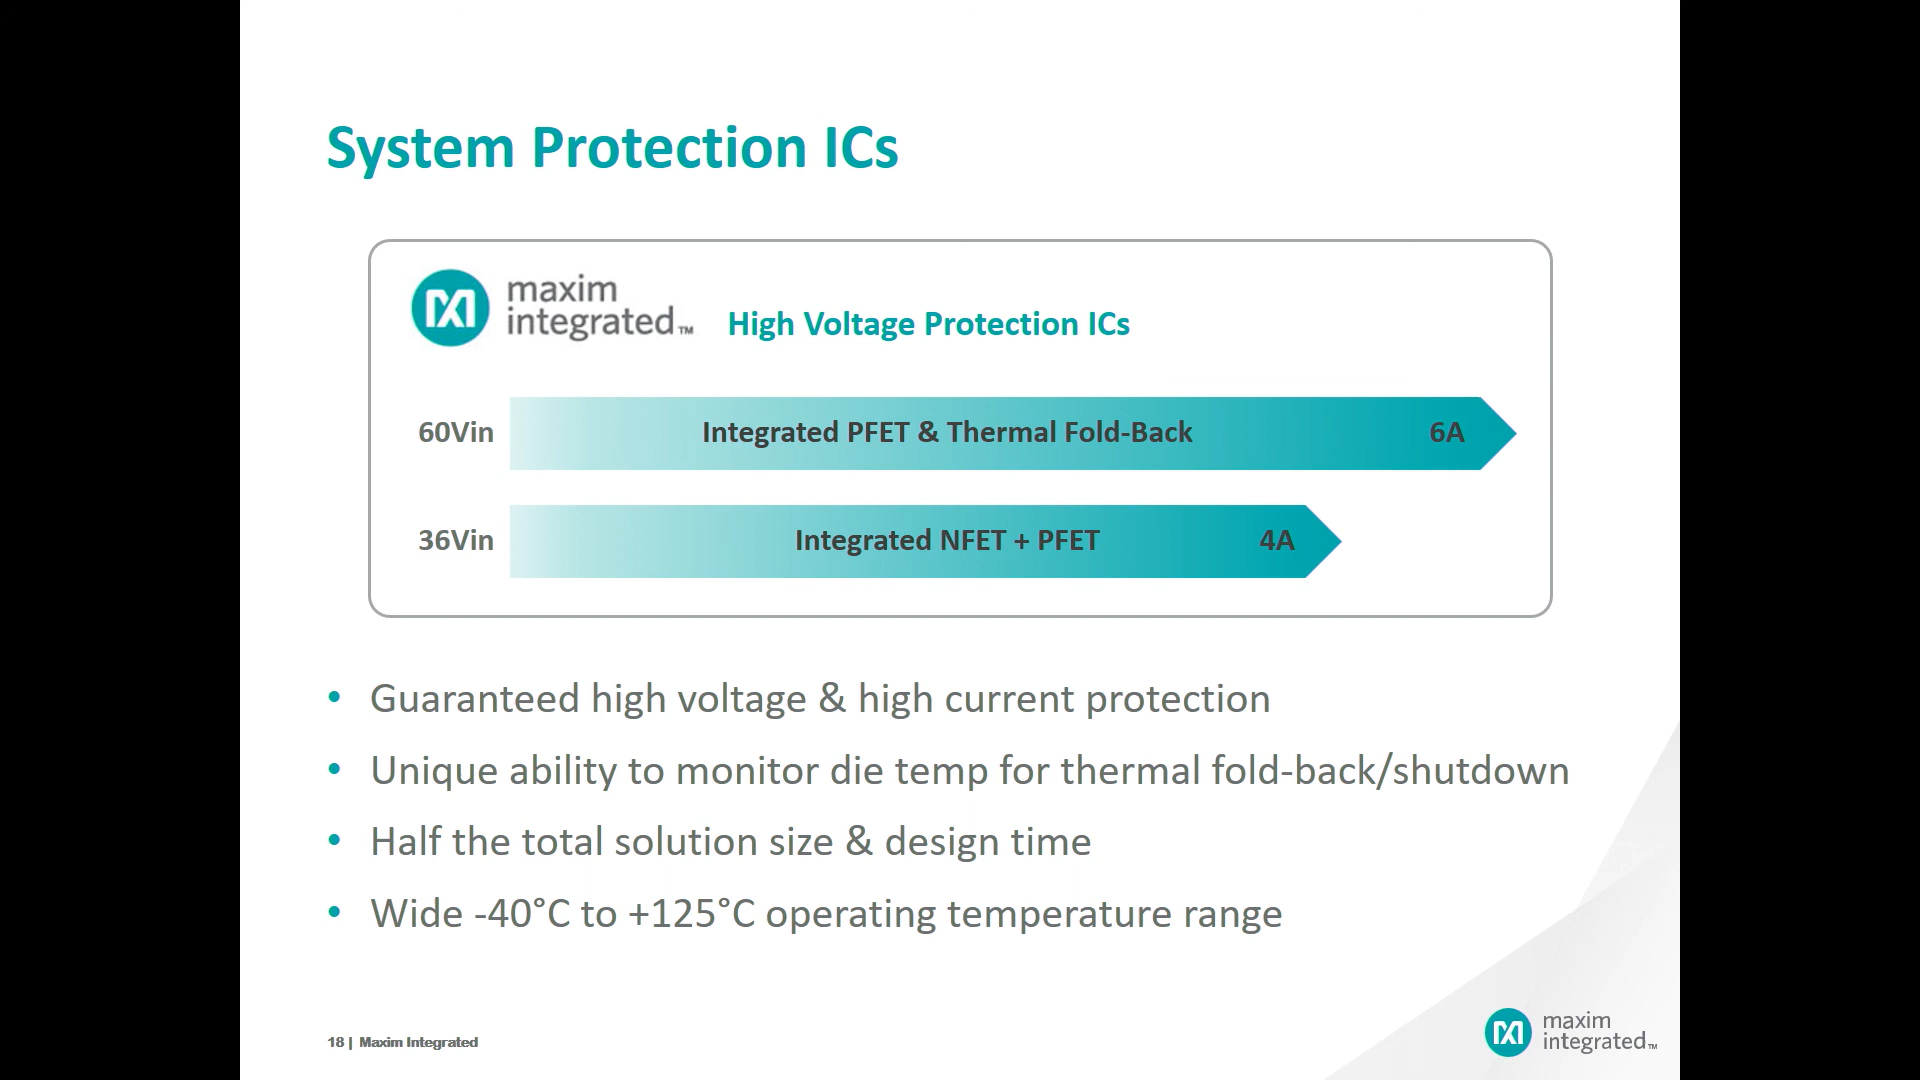 System Protection ICs
maxim
integrated™
High Voltage Protection ICs
60Vin
Integrated PFET & Thermal Fold-Back
6A
36Vin
Integrated NFET + PFET
4A
• Guaranteed high voltage & high current protection
• Unique ability to monitor die temp for thermal fold-back/shutdown
• Half the total solution size & design time
• Wide -40°C to +125°C operating temperature range
18 | Maxim Integrated
maxim
integrated™